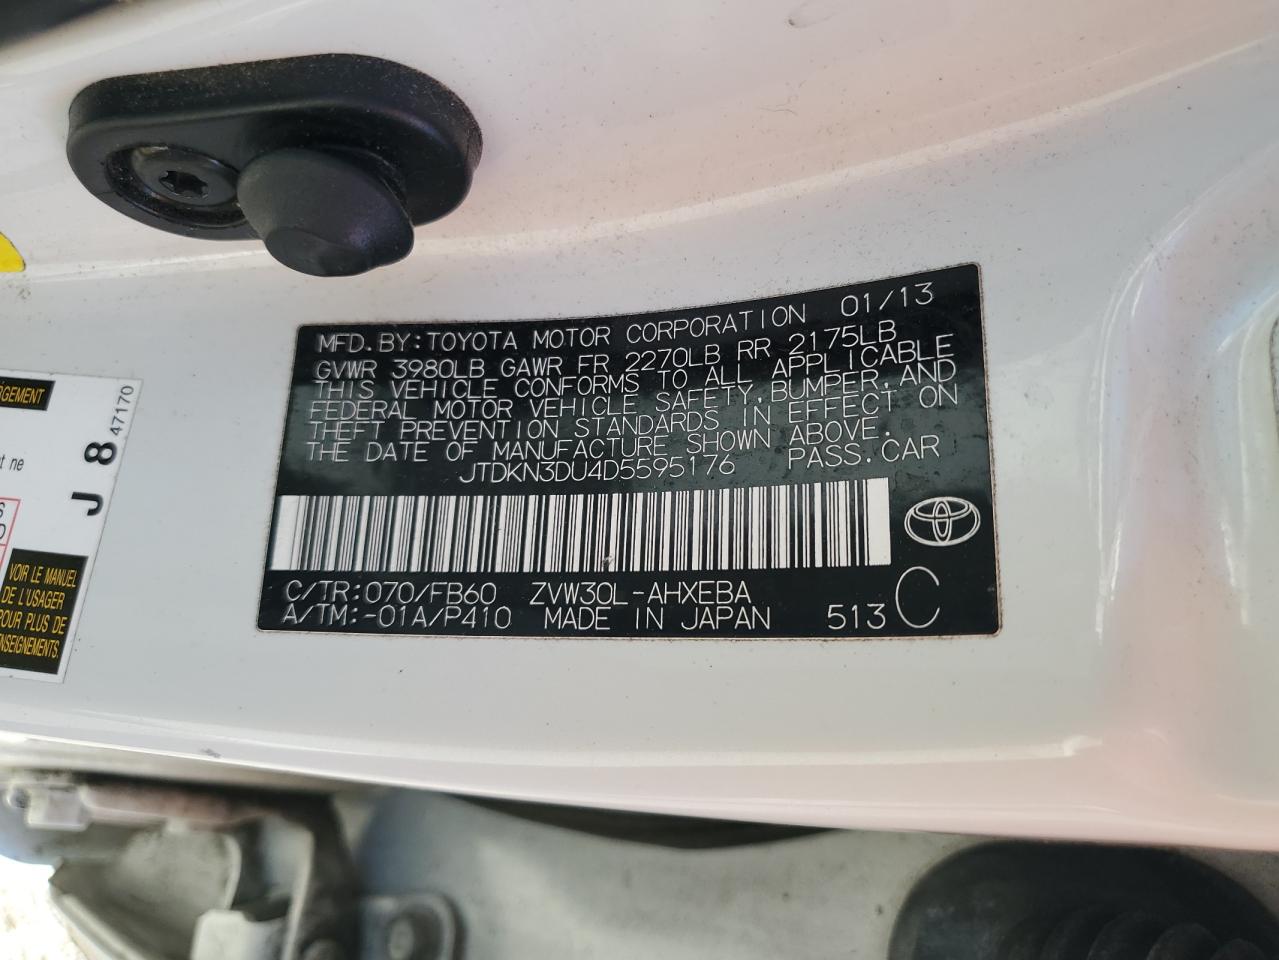 MFD.BY:TOYOTA MOTOR CORPORATION 01/13
GVWR 3980LB GAWR FR 2270LB RR 2175LB
THIS VEHICLE CONFORMS TO ALL APPLICABLE
FEDERAL MOTOR VEHICLE SAFETY,BUMPER,AND
THEFT PREVENTION STANDARDS IN EFFECT ON
THE DATE OF MANUFACTURE SHOWN ABOVE.
JTDKN3DU4D5595176 PASS.CAR
C/TR:070/FB60 ZVW30L-AHXEBA
A/TM:-01A/P410 MADE IN JAPAN 513 C
J8 47170
VOIR LE MANUEL
DE L'USAGER
POUR PLUS DE